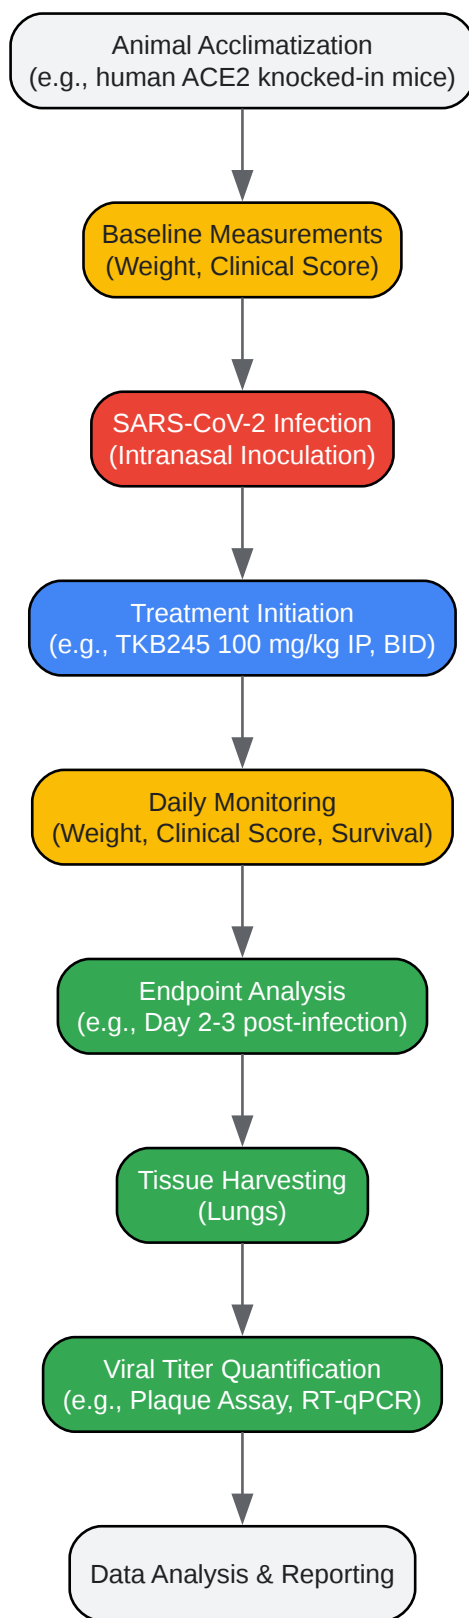 Animal Acclimatization
(e.g., human ACE2 knocked-in mice)
Baseline Measurements
(Weight, Clinical Score)
SARS-CoV-2 Infection
(Intranasal Inoculation)
Treatment Initiation
(e.g., TKB245 100 mg/kg IP, BID)
Daily Monitoring
(Weight, Clinical Score, Survival)
Endpoint Analysis
(e.g., Day 2-3 post-infection)
Tissue Harvesting
(Lungs)
Viral Titer Quantification
(e.g., Plaque Assay, RT-qPCR)
Data Analysis & Reporting